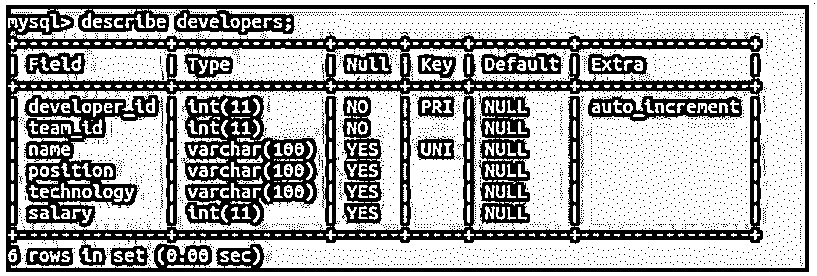 mysql> describe developers;
+--------------+--------------+------+-----+---------+----------------+
| Field        | Type         | Null | Key | Default | Extra          |
+--------------+--------------+------+-----+---------+----------------+
| developer_id | int(11)      | NO   | PRI | NULL    | auto_increment |
| team_id      | int(11)      | NO   |     | NULL    |                |
| name         | varchar(100) | YES  | UNI | NULL    |                |
| position     | varchar(100) | YES  |     | NULL    |                |
| technology   | varchar(100) | YES  |     | NULL    |                |
| salary       | int(11)      | YES  |     | NULL    |                |
+--------------+--------------+------+-----+---------+----------------+
6 rows in set (0.00 sec)